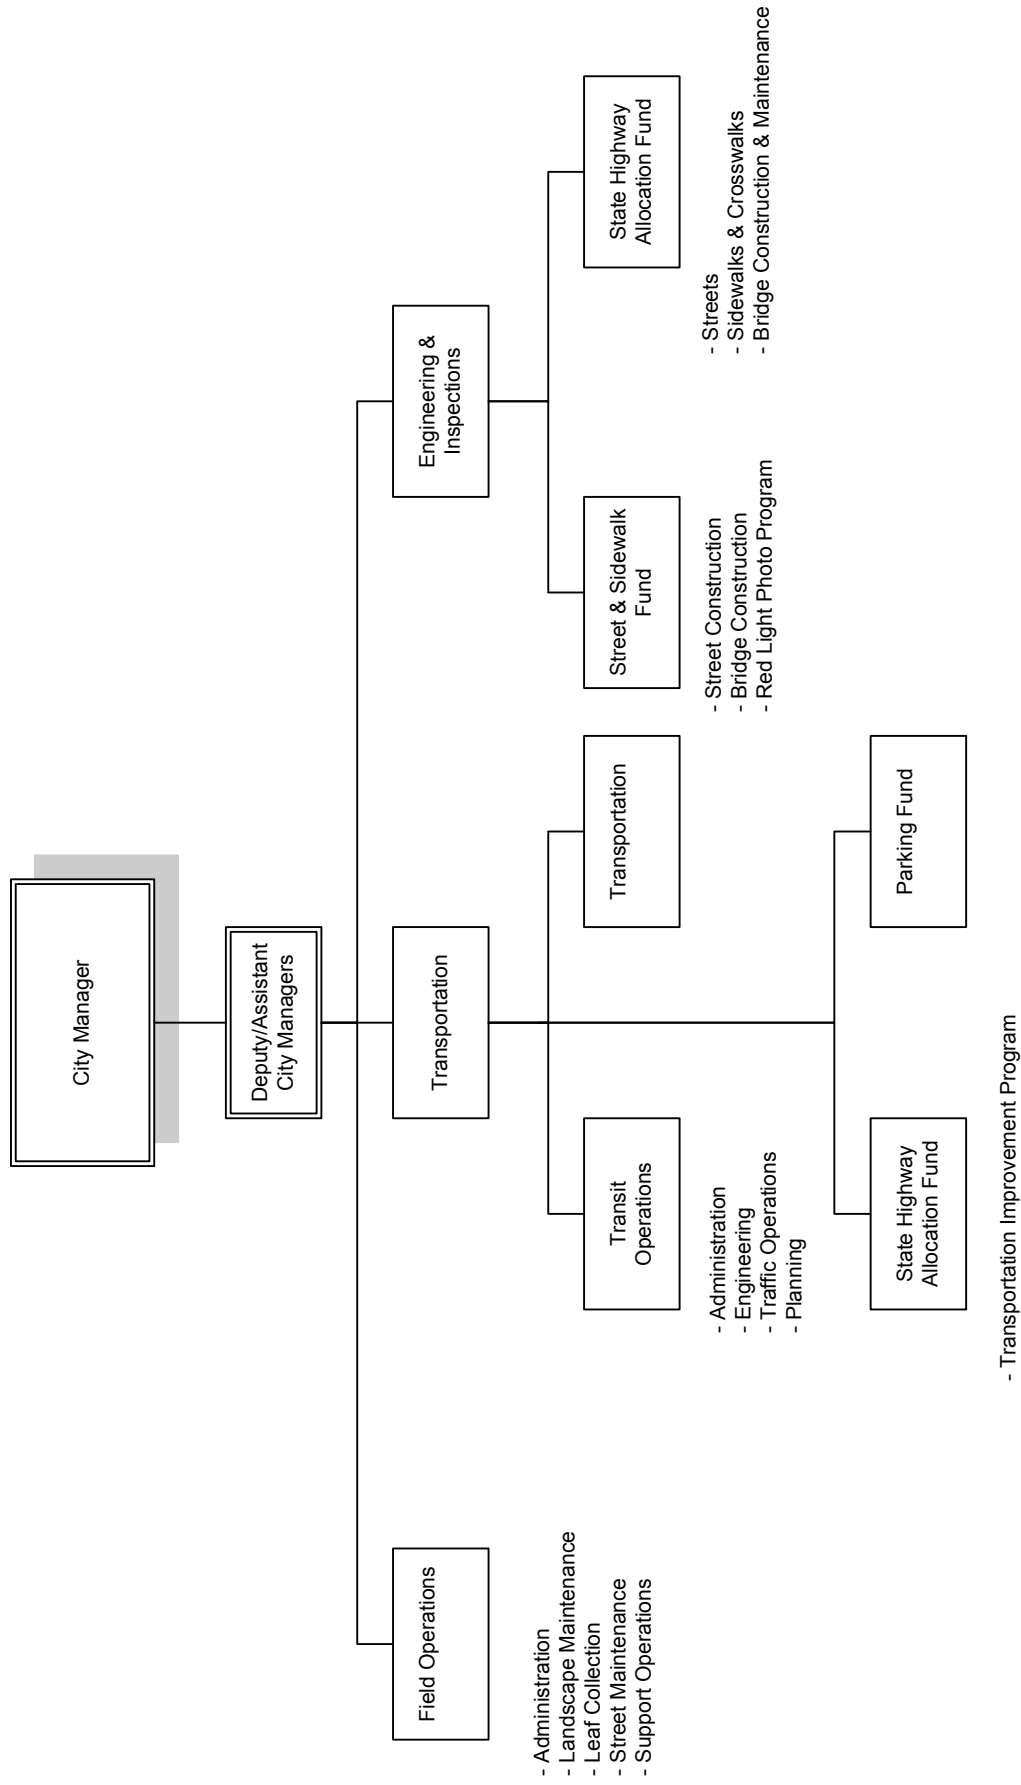 City Manager
Deputy/Assistant
City Managers
Field Operations
- Administration
- Landscape Maintenance
- Leaf Collection
- Street Maintenance
- Support Operations
Transportation
Engineering &
Inspections
Transit
Operations
- Administration
- Engineering
- Traffic Operations
- Planning
Transportation
Street & Sidewalk
Fund
- Street Construction
- Bridge Construction
- Red Light Photo Program
State Highway
Allocation Fund
- Streets
- Sidewalks & Crosswalks
- Bridge Construction & Maintenance
State Highway
Allocation Fund
- Transportation Improvement Program
Parking Fund